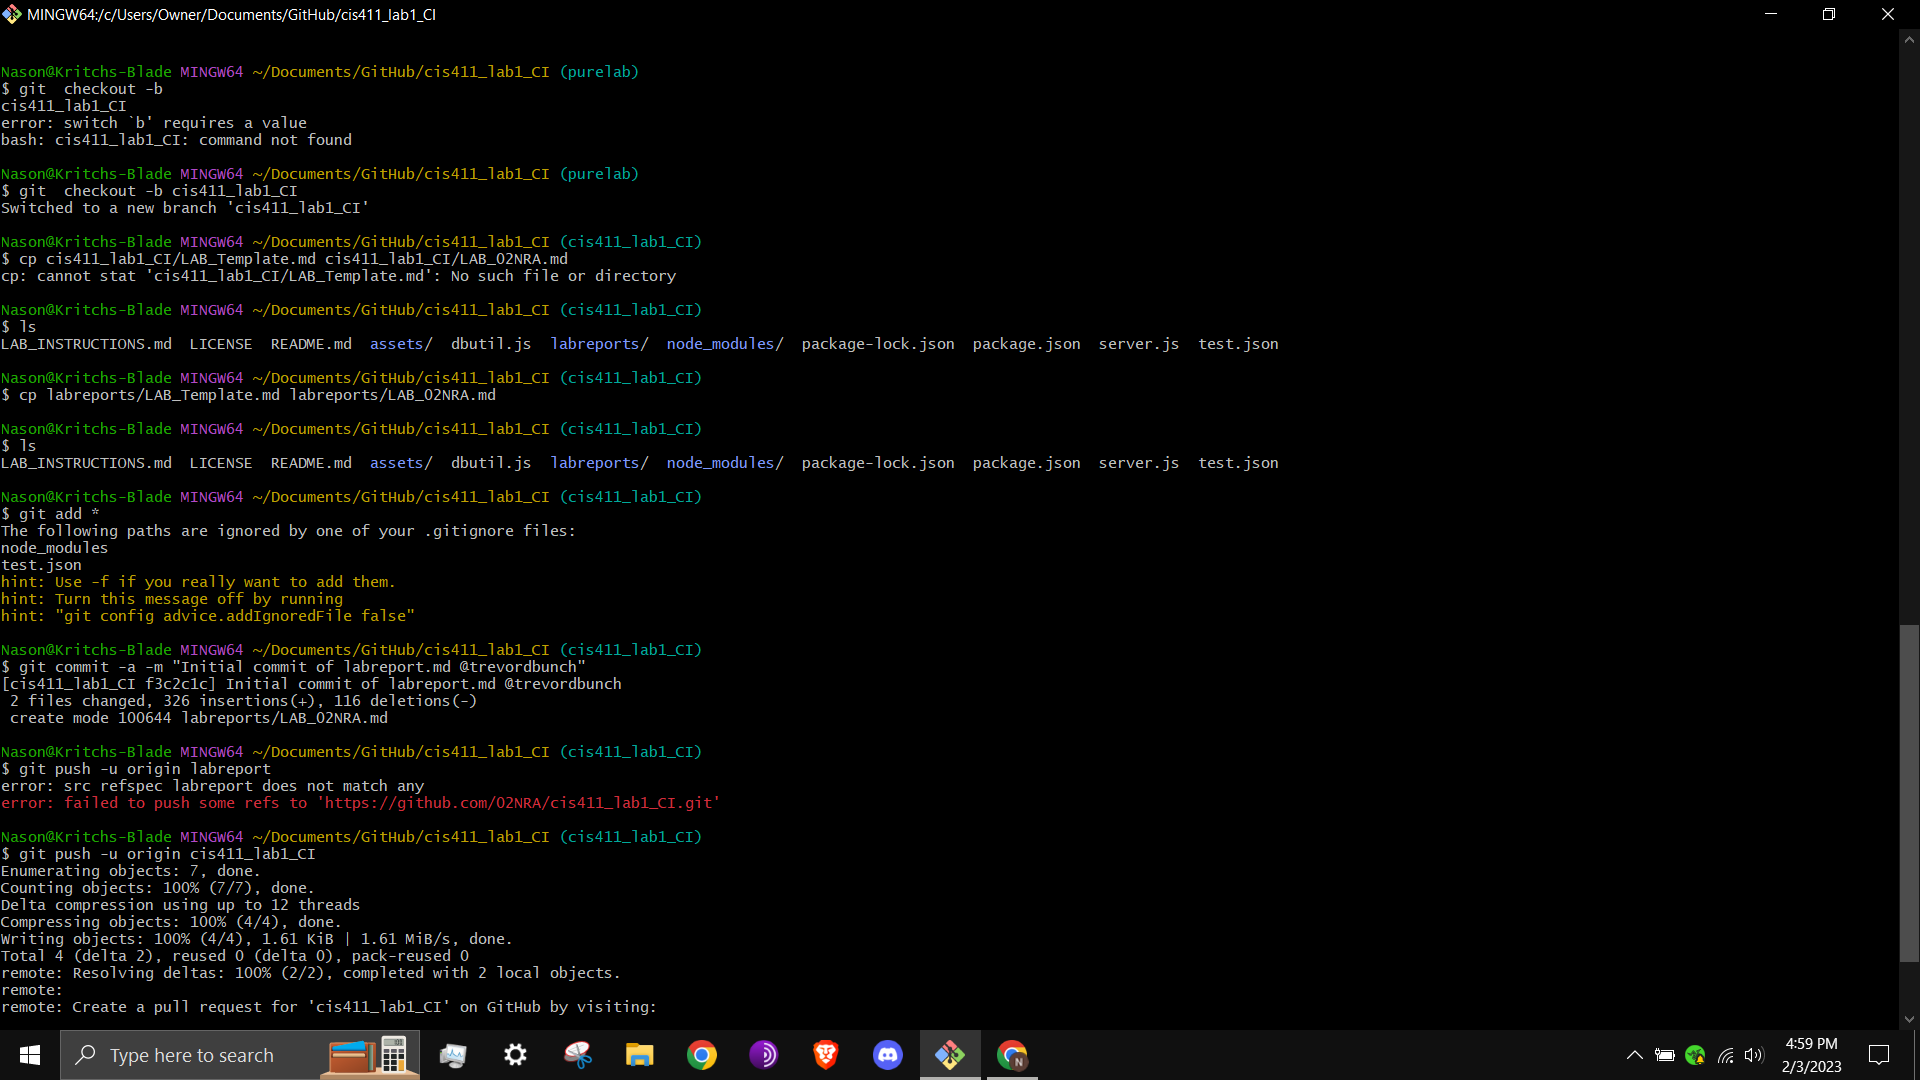 MINGW64:/c/Users/Owner/Documents/GitHub/cis411_lab1_CI
Nason@Kritchs-Blade MINGW64 ~/Documents/GitHub/cis411_lab1_CI (purelab)
$ git  checkout -b
cis411_lab1_CI
error: switch `b' requires a value
bash: cis411_lab1_CI: command not found
Nason@Kritchs-Blade MINGW64 ~/Documents/GitHub/cis411_lab1_CI (purelab)
$ git  checkout -b cis411_lab1_CI
Switched to a new branch 'cis411_lab1_CI'
Nason@Kritchs-Blade MINGW64 ~/Documents/GitHub/cis411_lab1_CI (cis411_lab1_CI)
$ cp cis411_lab1_CI/LAB_Template.md cis411_lab1_CI/LAB_02NRA.md
cp: cannot stat 'cis411_lab1_CI/LAB_Template.md': No such file or directory
Nason@Kritchs-Blade MINGW64 ~/Documents/GitHub/cis411_lab1_CI (cis411_lab1_CI)
$ ls
LAB_INSTRUCTIONS.md  LICENSE  README.md  assets/  dbutil.js  labreports/  node_modules/  package-lock.json  package.json  server.js  test.json
Nason@Kritchs-Blade MINGW64 ~/Documents/GitHub/cis411_lab1_CI (cis411_lab1_CI)
$ cp labreports/LAB_Template.md labreports/LAB_02NRA.md
Nason@Kritchs-Blade MINGW64 ~/Documents/GitHub/cis411_lab1_CI (cis411_lab1_CI)
$ ls
LAB_INSTRUCTIONS.md  LICENSE  README.md  assets/  dbutil.js  labreports/  node_modules/  package-lock.json  package.json  server.js  test.json
Nason@Kritchs-Blade MINGW64 ~/Documents/GitHub/cis411_lab1_CI (cis411_lab1_CI)
$ git add *
The following paths are ignored by one of your .gitignore files:
node_modules
test.json
hint: Use -f if you really want to add them.
hint: Turn this message off by running
hint: "git config advice.addIgnoredFile false"
Nason@Kritchs-Blade MINGW64 ~/Documents/GitHub/cis411_lab1_CI (cis411_lab1_CI)
$ git commit -a -m "Initial commit of labreport.md @trevordbunch"
[cis411_lab1_CI f3c2c1c] Initial commit of labreport.md @trevordbunch
 2 files changed, 326 insertions(+), 116 deletions(-)
 create mode 100644 labreports/LAB_02NRA.md
Nason@Kritchs-Blade MINGW64 ~/Documents/GitHub/cis411_lab1_CI (cis411_lab1_CI)
$ git push -u origin labreport
error: src refspec labreport does not match any
error: failed to push some refs to 'https://github.com/02NRA/cis411_lab1_CI.git'
Nason@Kritchs-Blade MINGW64 ~/Documents/GitHub/cis411_lab1_CI (cis411_lab1_CI)
$ git push -u origin cis411_lab1_CI
Enumerating objects: 7, done.
Counting objects: 100% (7/7), done.
Delta compression using up to 12 threads
Compressing objects: 100% (4/4), done.
Writing objects: 100% (4/4), 1.61 KiB | 1.61 MiB/s, done.
Total 4 (delta 2), reused 0 (delta 0), pack-reused 0
remote: Resolving deltas: 100% (2/2), completed with 2 local objects.
remote:
remote: Create a pull request for 'cis411_lab1_CI' on GitHub by visiting:
Type here to search
N
4:59 PM
2/3/2023